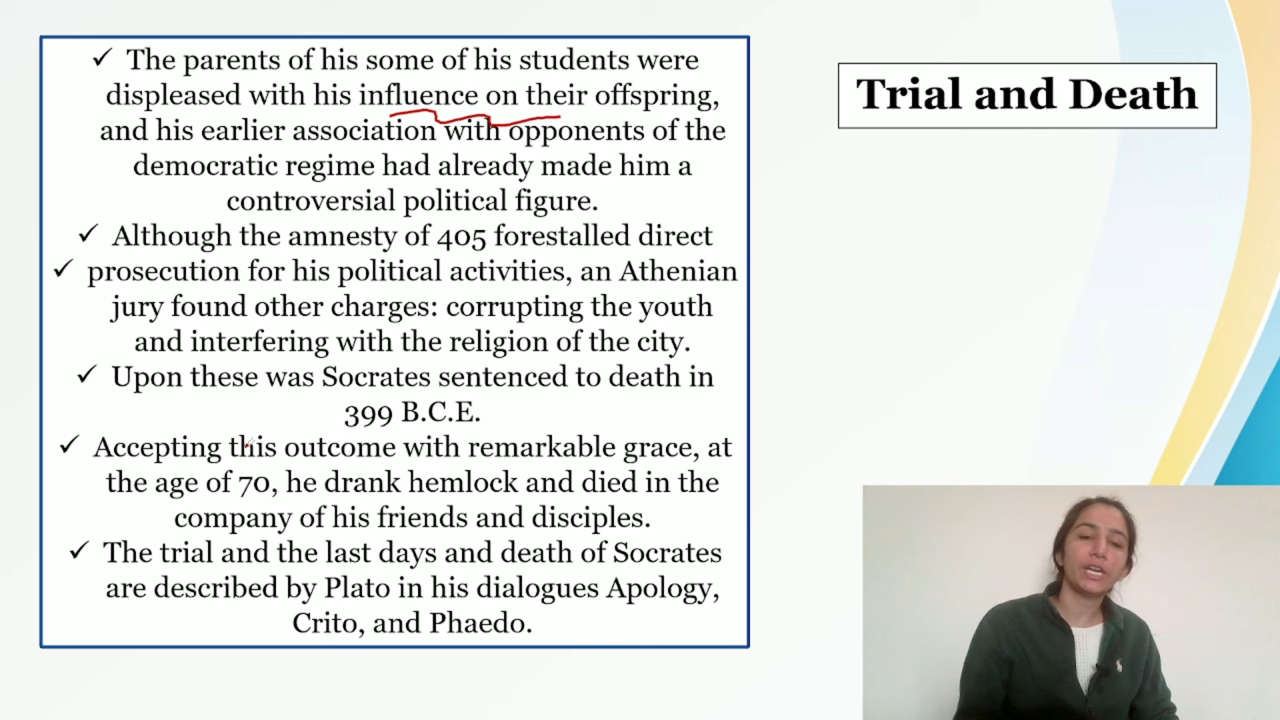 ✓ The parents of his some of his students were
displeased with his influence on their offspring,
and his earlier association with opponents of the
democratic regime had already made him a
controversial political figure.
✓ Although the amnesty of 405 forestalled direct
✓ prosecution for his political activities, an Athenian
jury found other charges: corrupting the youth
and interfering with the religion of the city.
✓ Upon these was Socrates sentenced to death in
399 B.C.E.
✓ Accepting this outcome with remarkable grace, at
the age of 70, he drank hemlock and died in the
company of his friends and disciples.
✓ The trial and the last days and death of Socrates
are described by Plato in his dialogues Apology,
Crito, and Phaedo.
Trial and Death